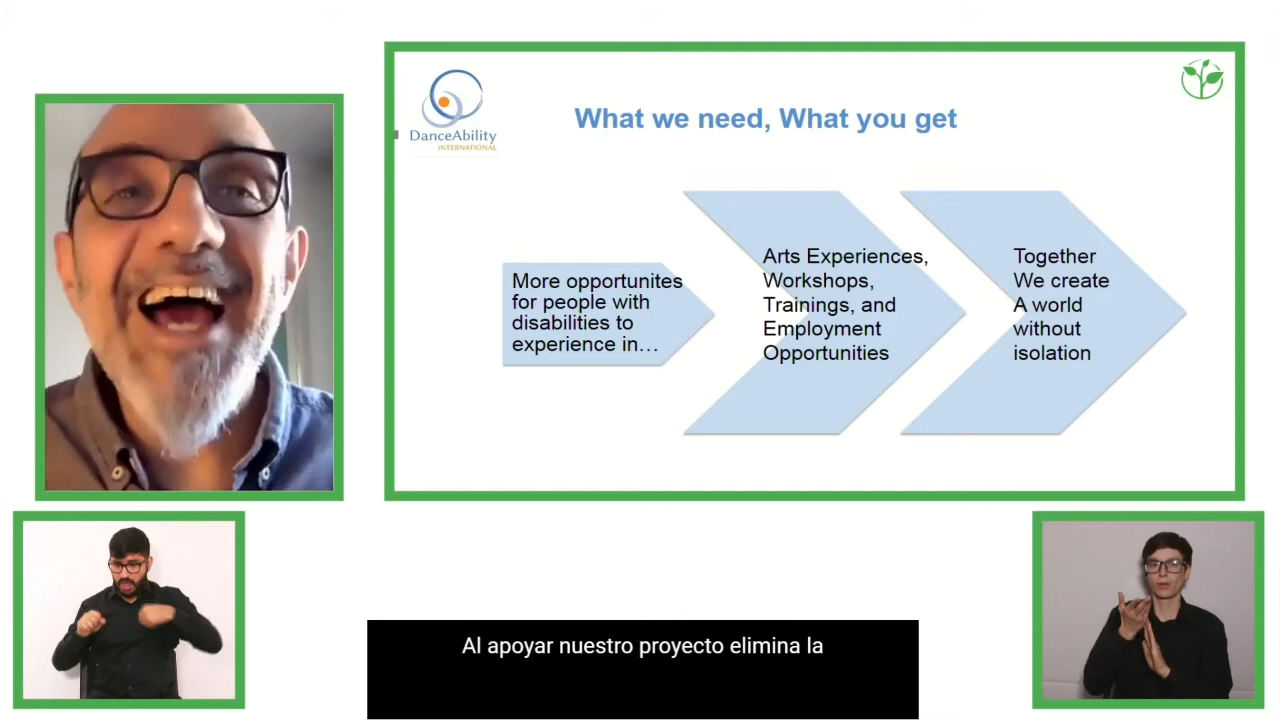 DanceAbility
INTERNATIONAL
What we need, What you get
More opportunites
for people with
disabilities to
experience in…
Arts Experiences,
Workshops,
Trainings, and
Employment
Opportunities
Together
We create
A world
without
isolation
Al apoyar nuestro proyecto elimina la